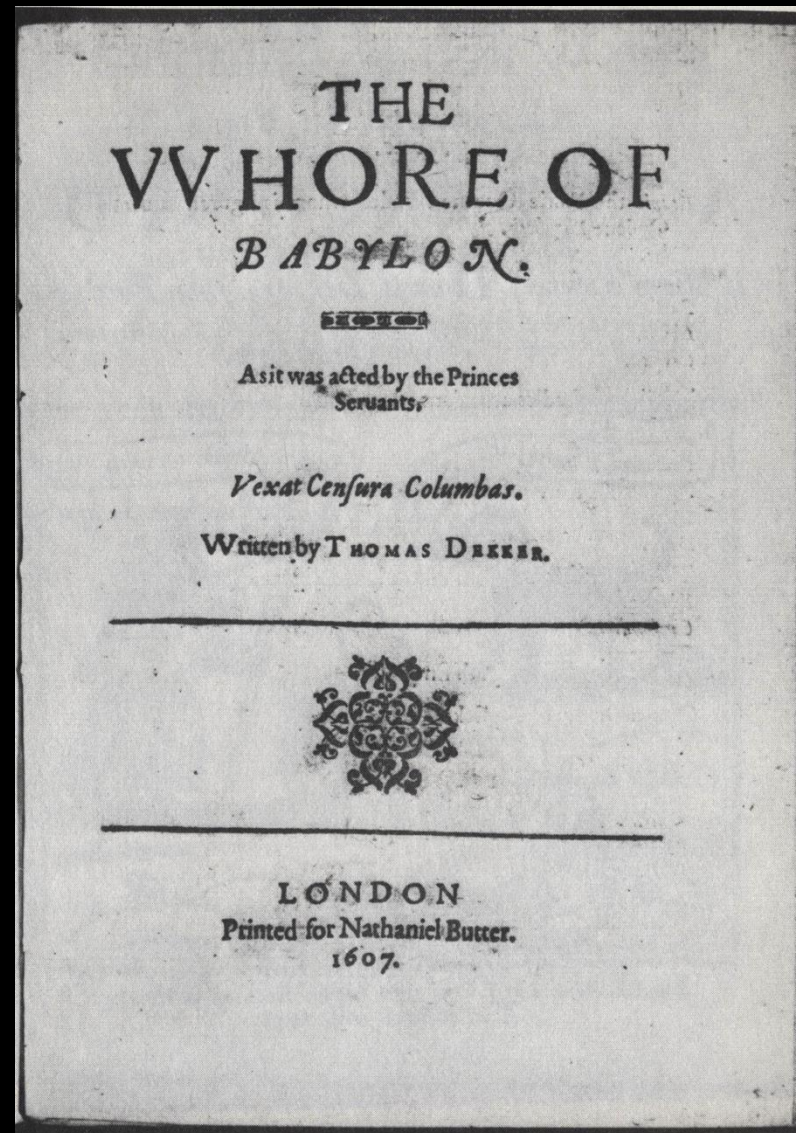 THE
VVHORE OF
BABYLON.
As it was acted by the Princes
Seruants.
Vexat Cenſura Columbas.
Written by THOMAS DEKKER.
LONDON
Printed for Nathaniel Butter.
1607.